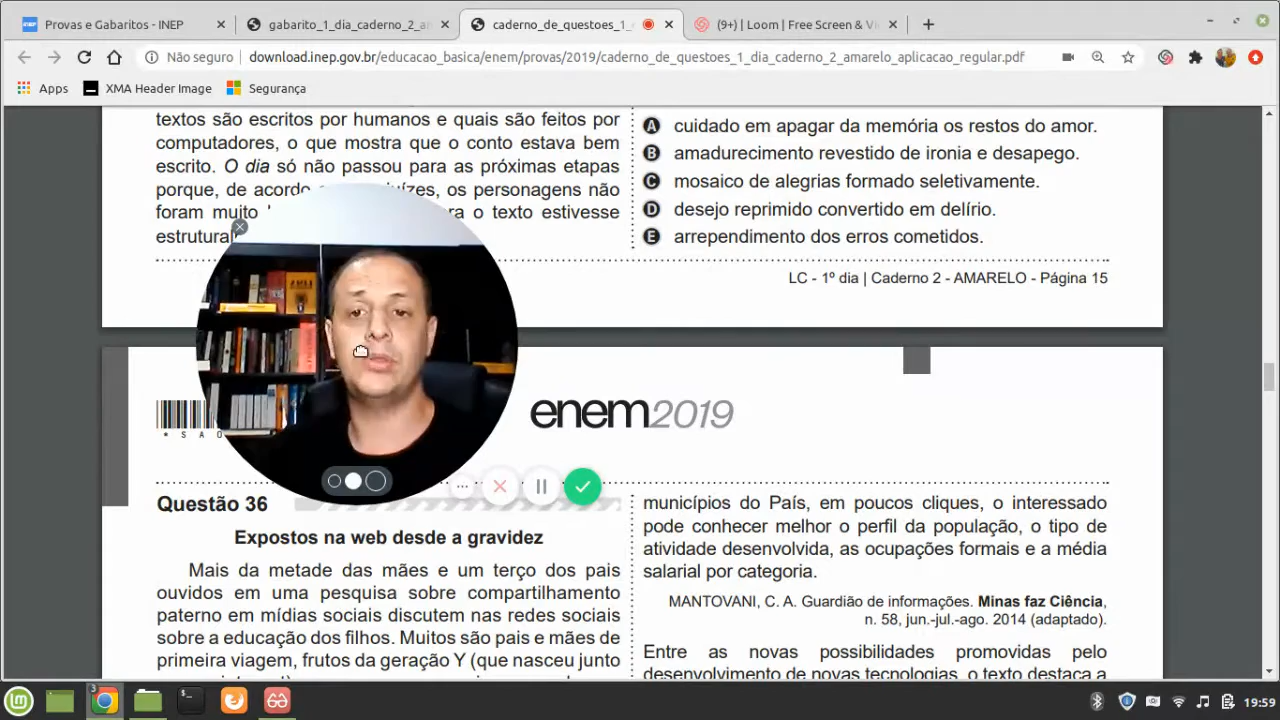 Provas e Gabaritos - INEP
gabarito_1_dia_caderno_2_am
caderno_de_questoes_1_
(9+) | Loom | Free Screen & Vi
Não seguro
download.inep.gov.br/educacao_basica/enem/provas/2019/caderno_de_questoes_1_dia_caderno_2_amarelo_aplicacao_regular.pdf
Apps
XMA Header Image
Segurança
textos são escritos por humanos e quais são feitos por
computadores, o que mostra que o conto estava bem
escrito. O dia só não passou para as próximas etapas
porque, de acordo juízes, os personagens não
foram muito o texto estivesse
A cuidado em apagar da memória os restos do amor.
B amadurecimento revestido de ironia e desapego.
C mosaico de alegrias formado seletivamente.
D desejo reprimido convertido em delírio.
E arrependimento dos erros cometidos.
LC - 1º dia | Caderno 2 - AMARELO - Página 15
* S A
enem2019
Questão 36
Expostos na web desde a gravidez
Mais da metade das mães e um terço dos pais
ouvidos em uma pesquisa sobre compartilhamento
paterno em mídias sociais discutem nas redes sociais
sobre a educação dos filhos. Muitos são pais e mães de
primeira viagem, frutos da geração Y (que nasceu junto
municípios do País, em poucos cliques, o interessado
pode conhecer melhor o perfil da população, o tipo de
atividade desenvolvida, as ocupações formais e a média
salarial por categoria.
MANTOVANI, C. A. Guardião de informações. Minas faz Ciência,
n. 58, jun.-jul.-ago. 2014 (adaptado).
Entre as novas possibilidades promovidas pelo
desenvolvimento de novas tecnologias, o texto destaca a
3
19:59